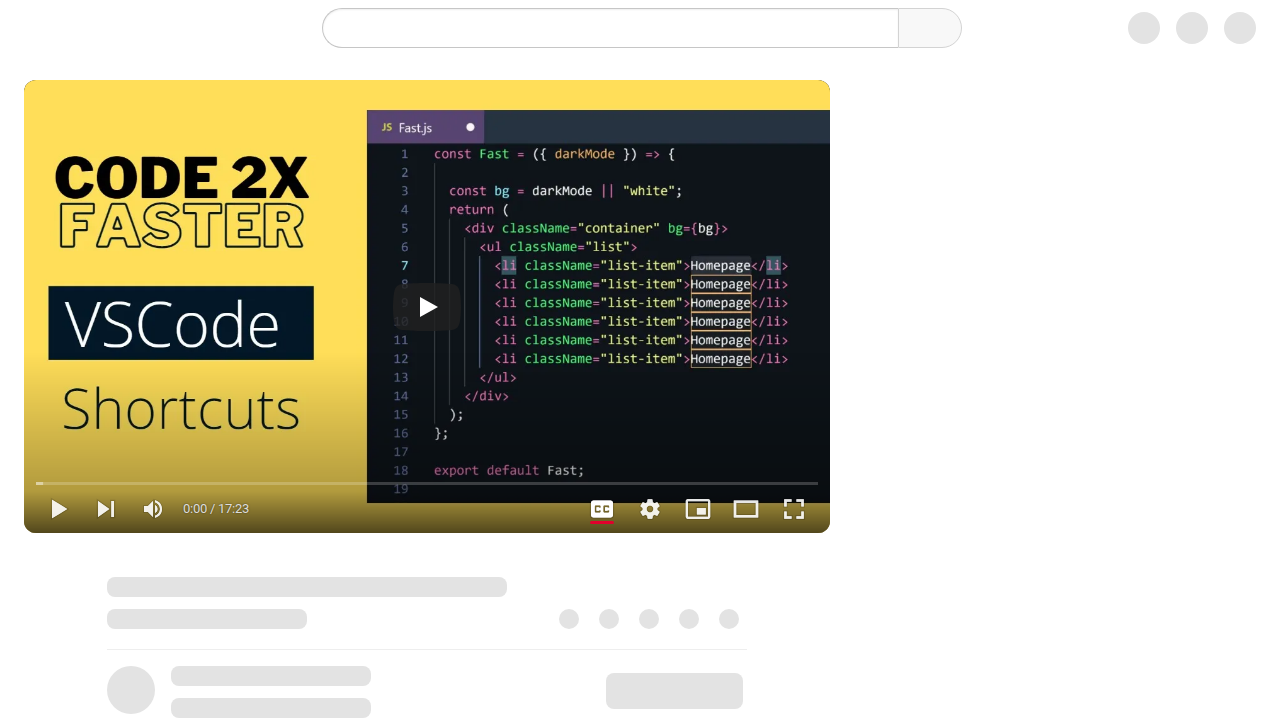 CODE 2X
FASTER
VSCode
Shortcuts
JS Fast.js
1 const Fast = ({ darkMode }) => {
2
3 const bg = darkMode || "white";
4 return (
5 <div className="container" bg={bg}>
6 <ul className="list">
7 <li className="list-item">Homepage</li>
8 <li className="list-item">Homepage</li>
9 <li className="list-item">Homepage</li>
10 <li className="list-item">Homepage</li>
11 <li className="list-item">Homepage</li>
12 <li className="list-item">Homepage</li>
13 </ul>
14 </div>
15 );
16 };
17
18 export default Fast;
19
0:00 / 17:23
CC